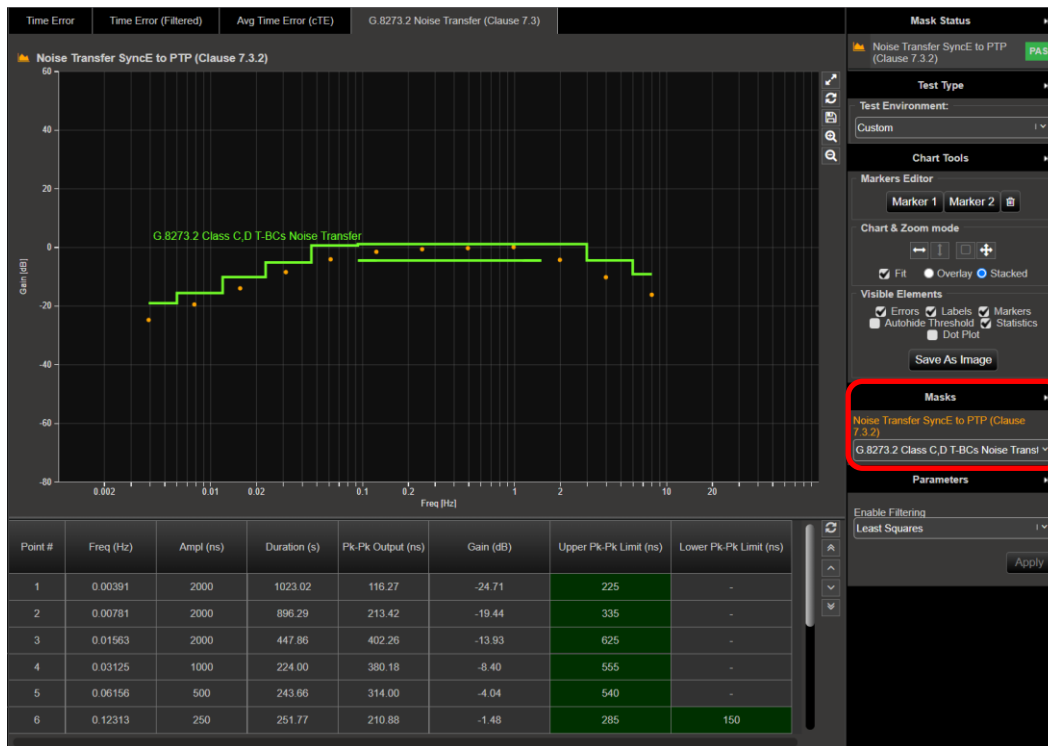 Time Error
Time Error (Filtered)
Avg Time Error (cTE)
G.8273.2 Noise Transfer (Clause 7.3)
Noise Transfer SyncE to PTP (Clause 7.3.2)
60
40
20
0
-20
-40
-60
-80
Gain [dB]
G.8273.2 Class C,D T-BCs Noise Transfer
0.002 0.01 0.02 0.1 0.2 1 2 10 20
Freq [Hz]
Point # Freq (Hz) Ampl (ns) Duration (s) Pk-Pk Output (ns) Gain (dB) Upper Pk-Pk Limit (ns) Lower Pk-Pk Limit (ns)
1 0.00391 2000 1023.02 116.27 -24.71 225 -
2 0.00781 2000 896.29 213.42 -19.44 335 -
3 0.01563 2000 447.86 402.26 -13.93 625 -
4 0.03125 1000 224.00 380.18 -8.40 555 -
5 0.06156 500 243.66 314.00 -4.04 540 -
6 0.12313 250 251.77 210.88 -1.48 285 150
Mask Status
Noise Transfer SyncE to PTP
(Clause 7.3.2)
PAS
Test Type
Test Environment:
Custom
Chart Tools
Markers Editor
Marker 1 Marker 2
Chart & Zoom mode
Fit Overlay Stacked
Visible Elements
Errors Labels Markers
Autohide Threshold Statistics
Dot Plot
Save As Image
Masks
Noise Transfer SyncE to PTP (Clause
7.3.2)
G.8273.2 Class C,D T-BCs Noise Transf
Parameters
Enable Filtering
Least Squares
Apply